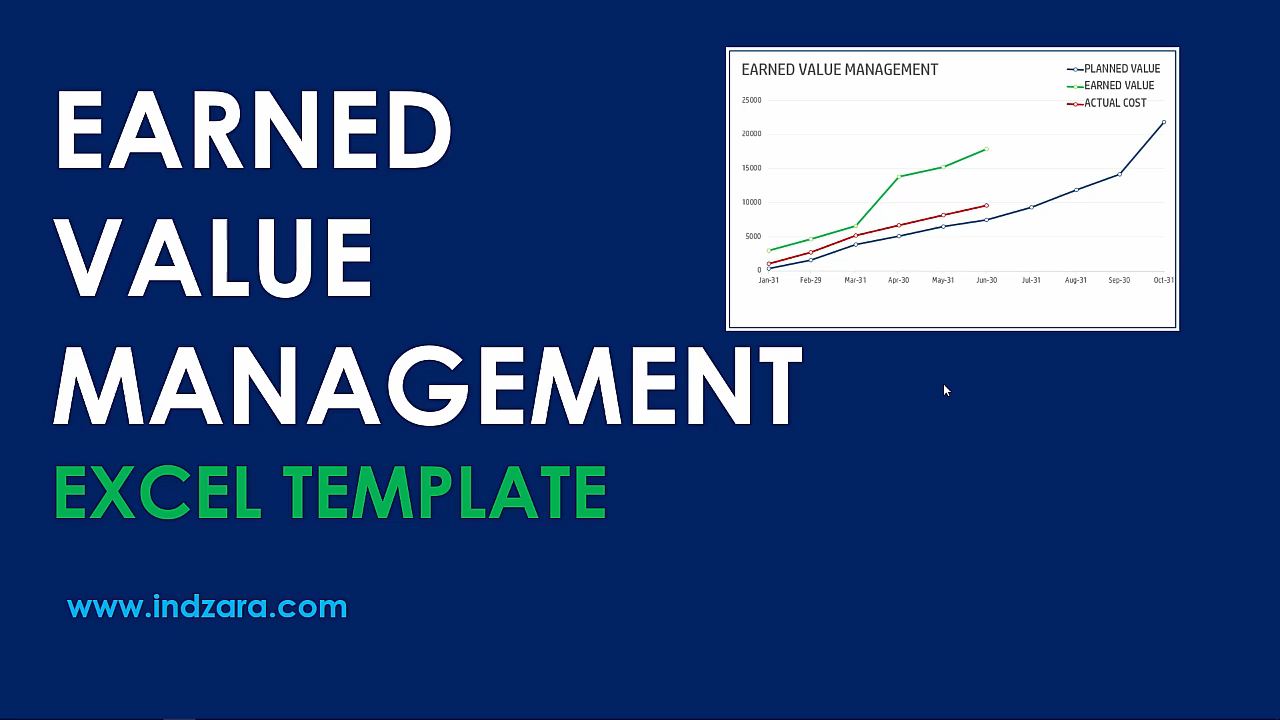 EARNED
VALUE
MANAGEMENT
EXCEL TEMPLATE
www.indzara.com
EARNED VALUE MANAGEMENT
PLANNED VALUE
EARNED VALUE
ACTUAL COST
25000
20000
15000
10000
5000
0
Jan-31 Feb-29 Mar-31 Apr-30 May-31 Jun-30 Jul-31 Aug-31 Sep-30 Oct-31